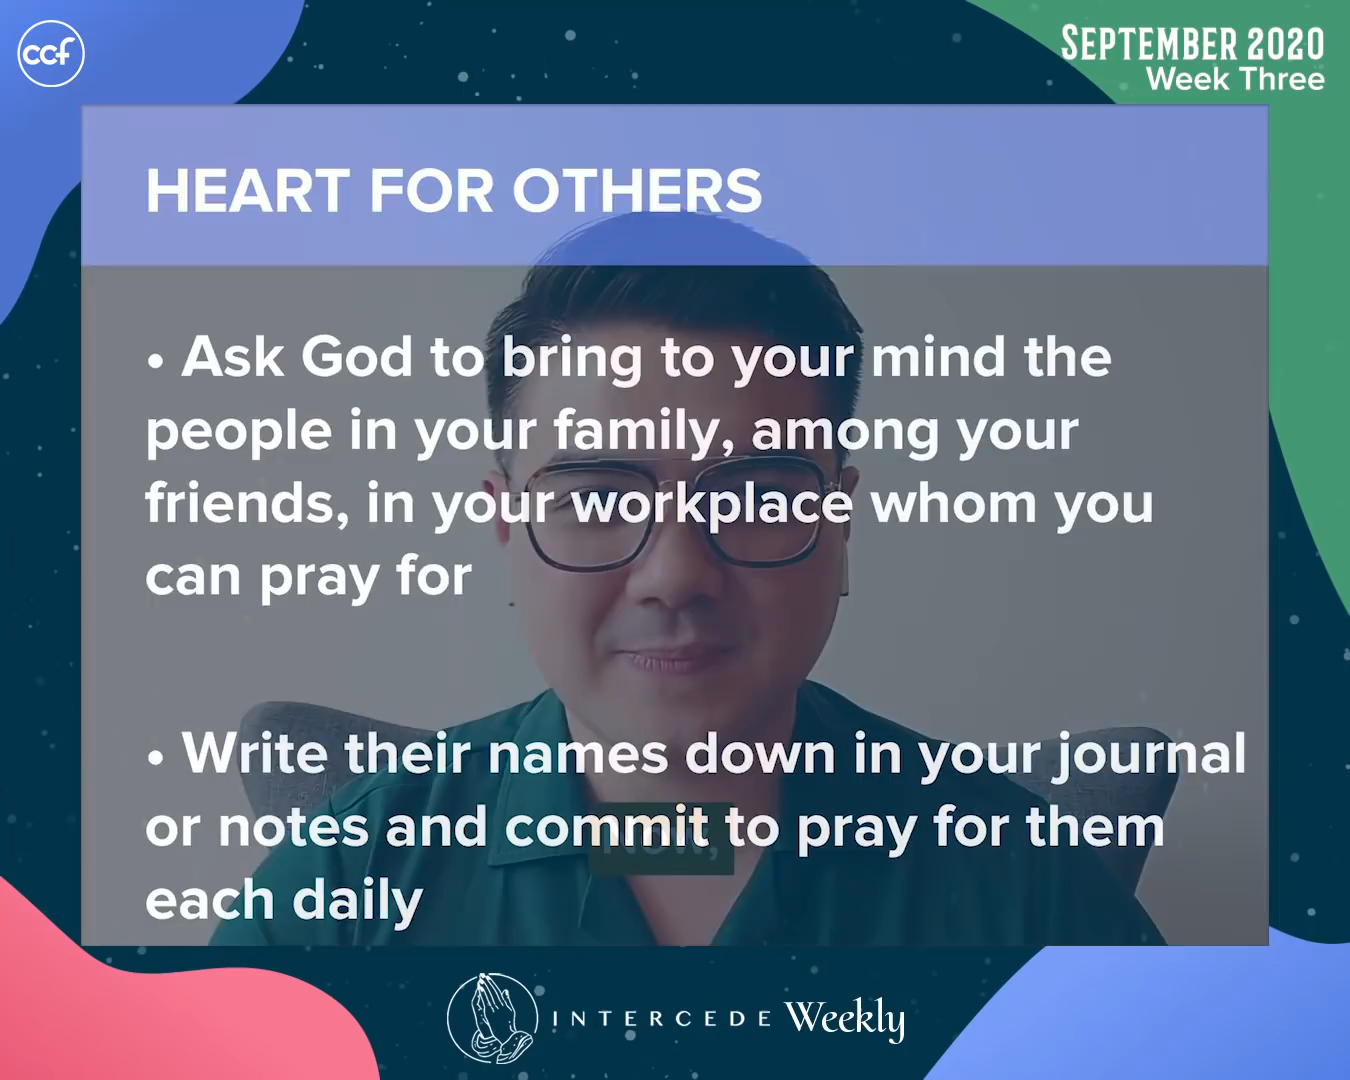 ccf
SEPTEMBER 2020
Week Three
HEART FOR OTHERS
• Ask God to bring to your mind the
people in your family, among your
friends, in your workplace whom you
can pray for
• Write their names down in your journal
or notes and commit to pray for them
each daily
INTERCEDE Weekly